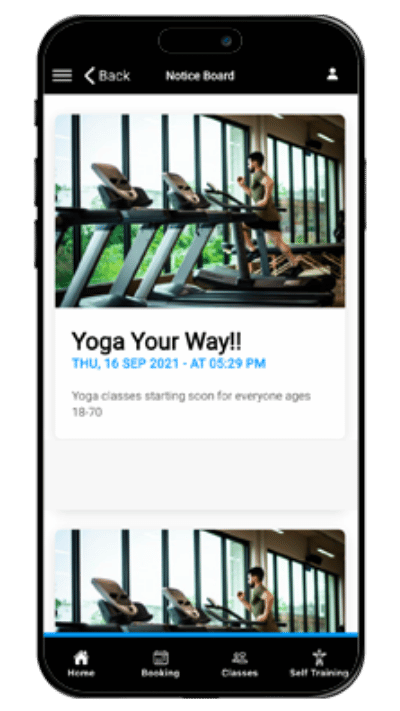 Back
Notice Board
Yoga Your Way!!
THU, 16 SEP 2021 - AT 05:29 PM
Yoga classes starting soon for everyone ages
18-70
Home
Booking
Classes
Self Training